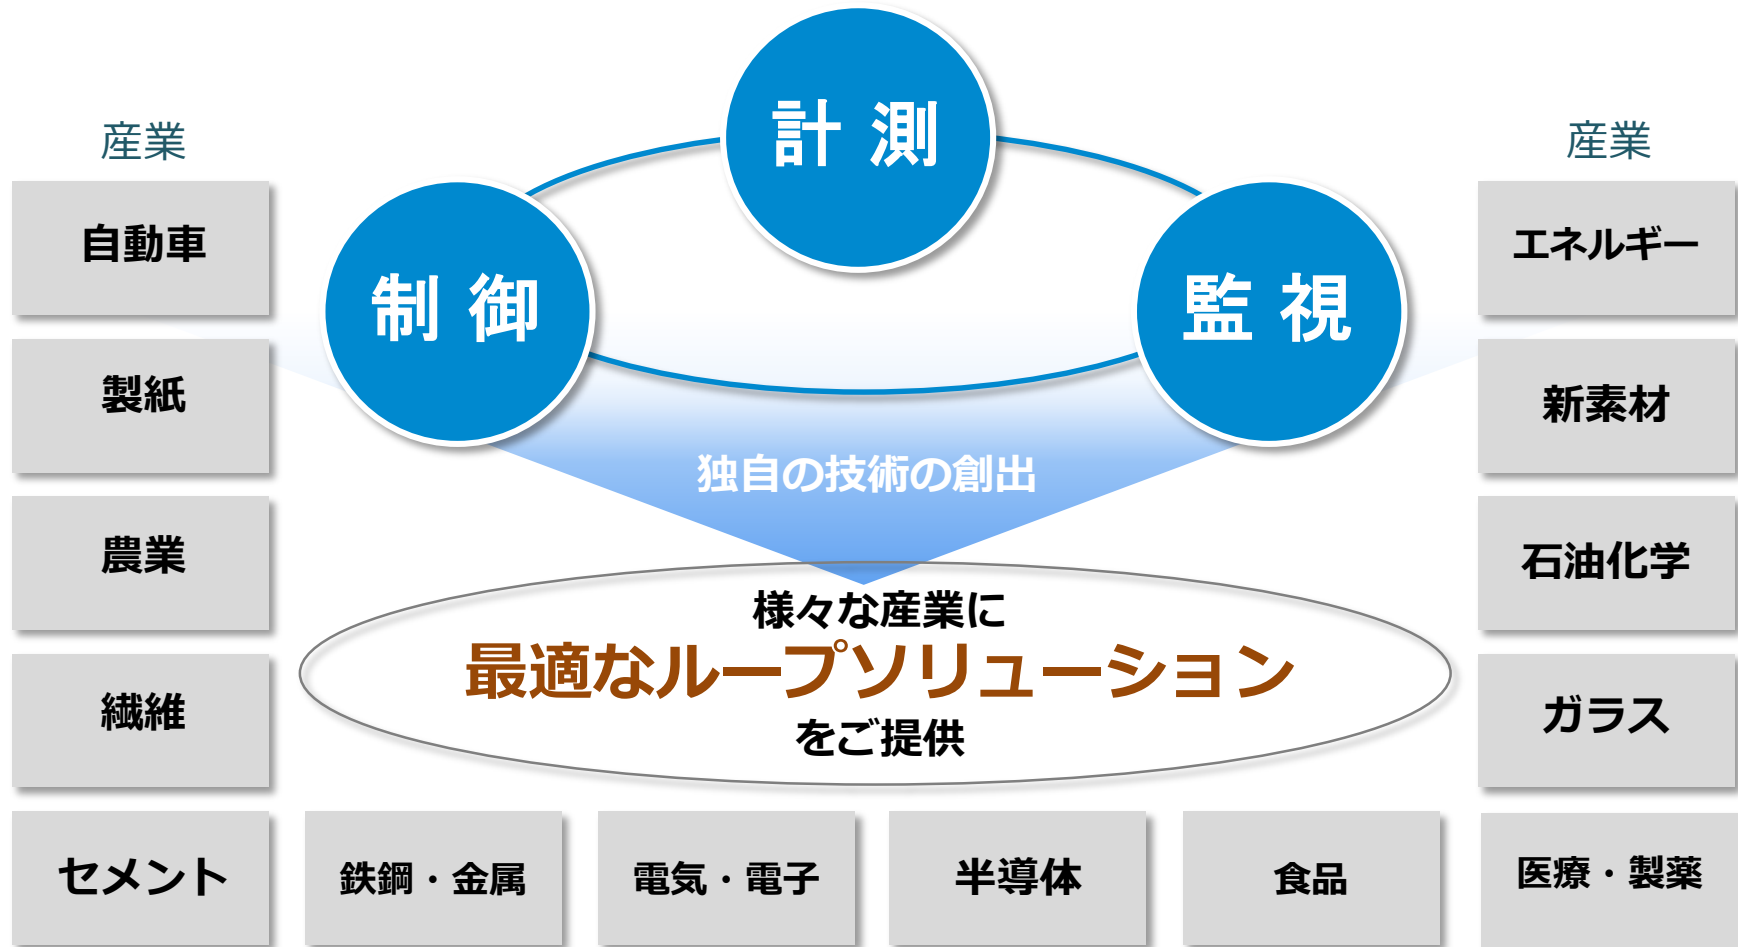 計 測
制 御
監 視
産業
自動車
製紙
農業
繊維
セメント
産業
エネルギー
新素材
石油化学
ガラス
医療・製薬
独自の技術の創出
様々な産業に
最適なループソリューション
をご提供
鉄鋼・金属
電気・電子
半導体
食品